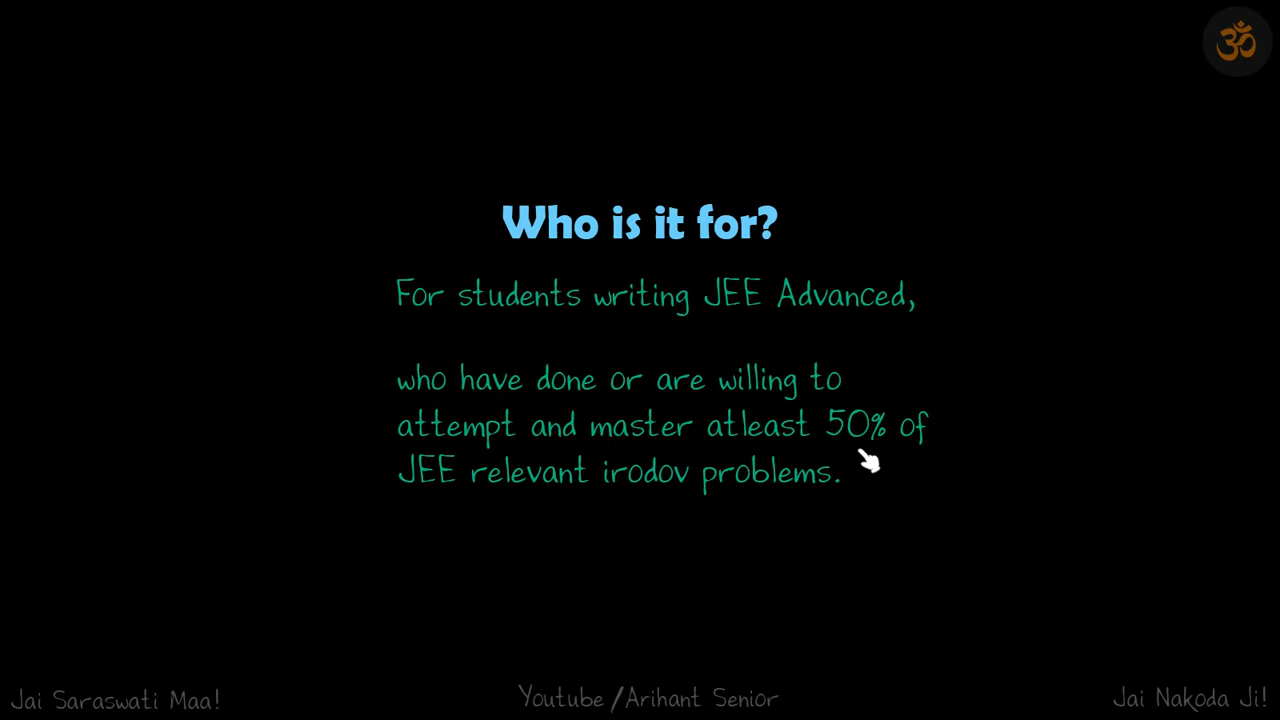 ॐ
Who is it for?
For students writing JEE Advanced,
who have done or are willing to
attempt and master atleast 50% of
JEE relevant irodov problems.
Jai Saraswati Maa!
Youtube/Arihant Senior
Jai Nakoda Ji!